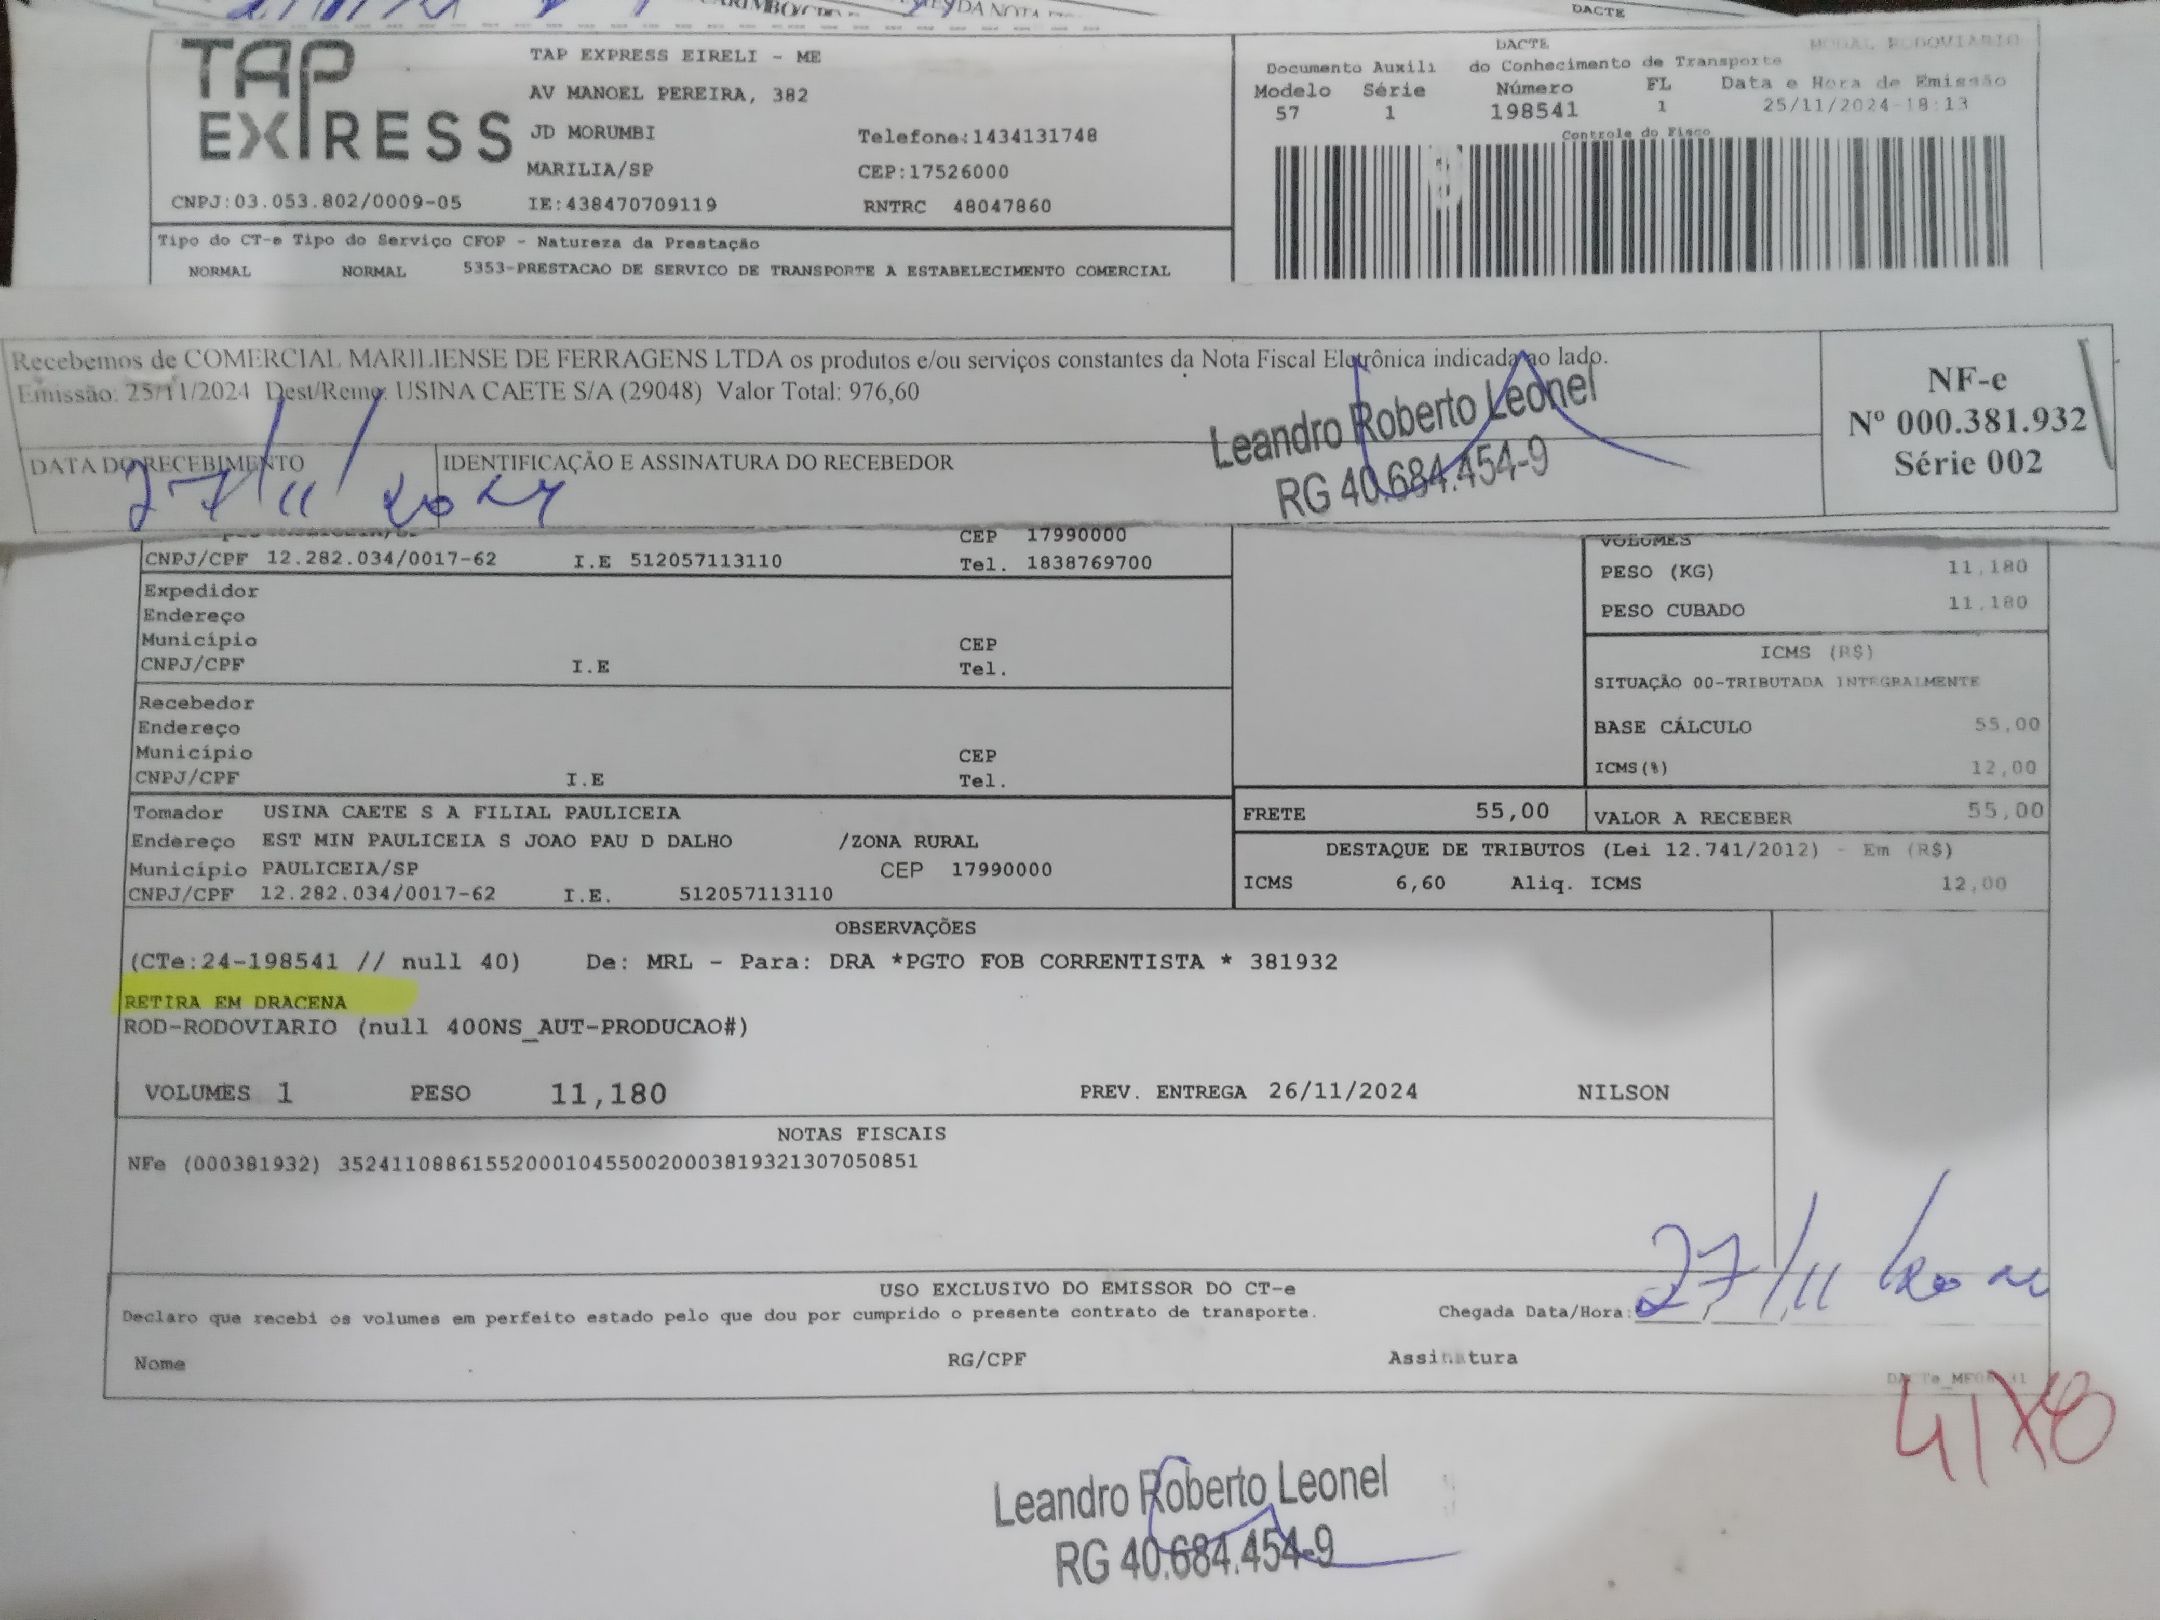 DACTE
TAP EXPRESS
TAP EXPRESS EIRELI - ME
AV MANOEL PEREIRA, 382
JD MORUMBI
Telefone:1434131748
MARILIA/SP
CEP:17526000
CNPJ:03.053.802/0009-05
IE:438470709119
RNTRC 48047860
DACTE
MODAL RODOVIARIO
Documento Auxili do Conhecimento de Transporte
Modelo Série Número FL Data e Hora de Emissão
57 1 198541 1 25/11/2024-18:13
Controle do Fisco
Tipo do CT-e Tipo do Serviço CFOP - Natureza da Prestação
NORMAL NORMAL 5353-PRESTACAO DE SERVICO DE TRANSPORTE A ESTABELECIMENTO COMERCIAL
Recebemos de COMERCIAL MARILIENSE DE FERRAGENS LTDA os produtos e/ou serviços constantes da Nota Fiscal Eletrônica indicada ao lado.
Emissão: 25/11/2024 Dest/Reme: USINA CAETE S/A (29048) Valor Total: 976,60
DATA DO RECEBIMENTO
IDENTIFICAÇÃO E ASSINATURA DO RECEBEDOR
27/11/2024
Leandro Roberto Leonel
RG 40.684.454-9
NF-e
Nº 000.381.932
Série 002
CEP 17990000
CNPJ/CPF 12.282.034/0017-62 I.E 512057113110 Tel. 1838769700
Expedidor
Endereço
Município CEP
CNPJ/CPF I.E Tel.
Recebedor
Endereço
Município CEP
CNPJ/CPF I.E Tel.
Tomador USINA CAETE S A FILIAL PAULICEIA
Endereço EST MIN PAULICEIA S JOAO PAU D DALHO /ZONA RURAL
Município PAULICEIA/SP CEP 17990000
CNPJ/CPF 12.282.034/0017-62 I.E. 512057113110
VOLUMES
PESO (KG) 11,180
PESO CUBADO 11,180
ICMS (R$)
SITUAÇÃO 00-TRIBUTADA INTEGRALMENTE
BASE CÁLCULO 55,00
ICMS(%) 12,00
FRETE 55,00 VALOR A RECEBER 55,00
DESTAQUE DE TRIBUTOS (Lei 12.741/2012) - Em (R$)
ICMS 6,60 Aliq. ICMS 12,00
OBSERVAÇÕES
(CTe:24-198541 // null 40) De: MRL - Para: DRA *PGTO FOB CORRENTISTA * 381932
RETIRA EM DRACENA
ROD-RODOVIARIO (null 400NS_AUT-PRODUCAO#)
VOLUMES 1 PESO 11,180 PREV. ENTREGA 26/11/2024 NILSON
NOTAS FISCAIS
NFe (000381932) 35241108861552000104550020003819321307050851
USO EXCLUSIVO DO EMISSOR DO CT-e
Declaro que recebi os volumes em perfeito estado pelo que dou por cumprido o presente contrato de transporte. Chegada Data/Hora: 27/11/2024
Nome RG/CPF Assinatura
Leandro Roberto Leonel
RG 40.684.454-9